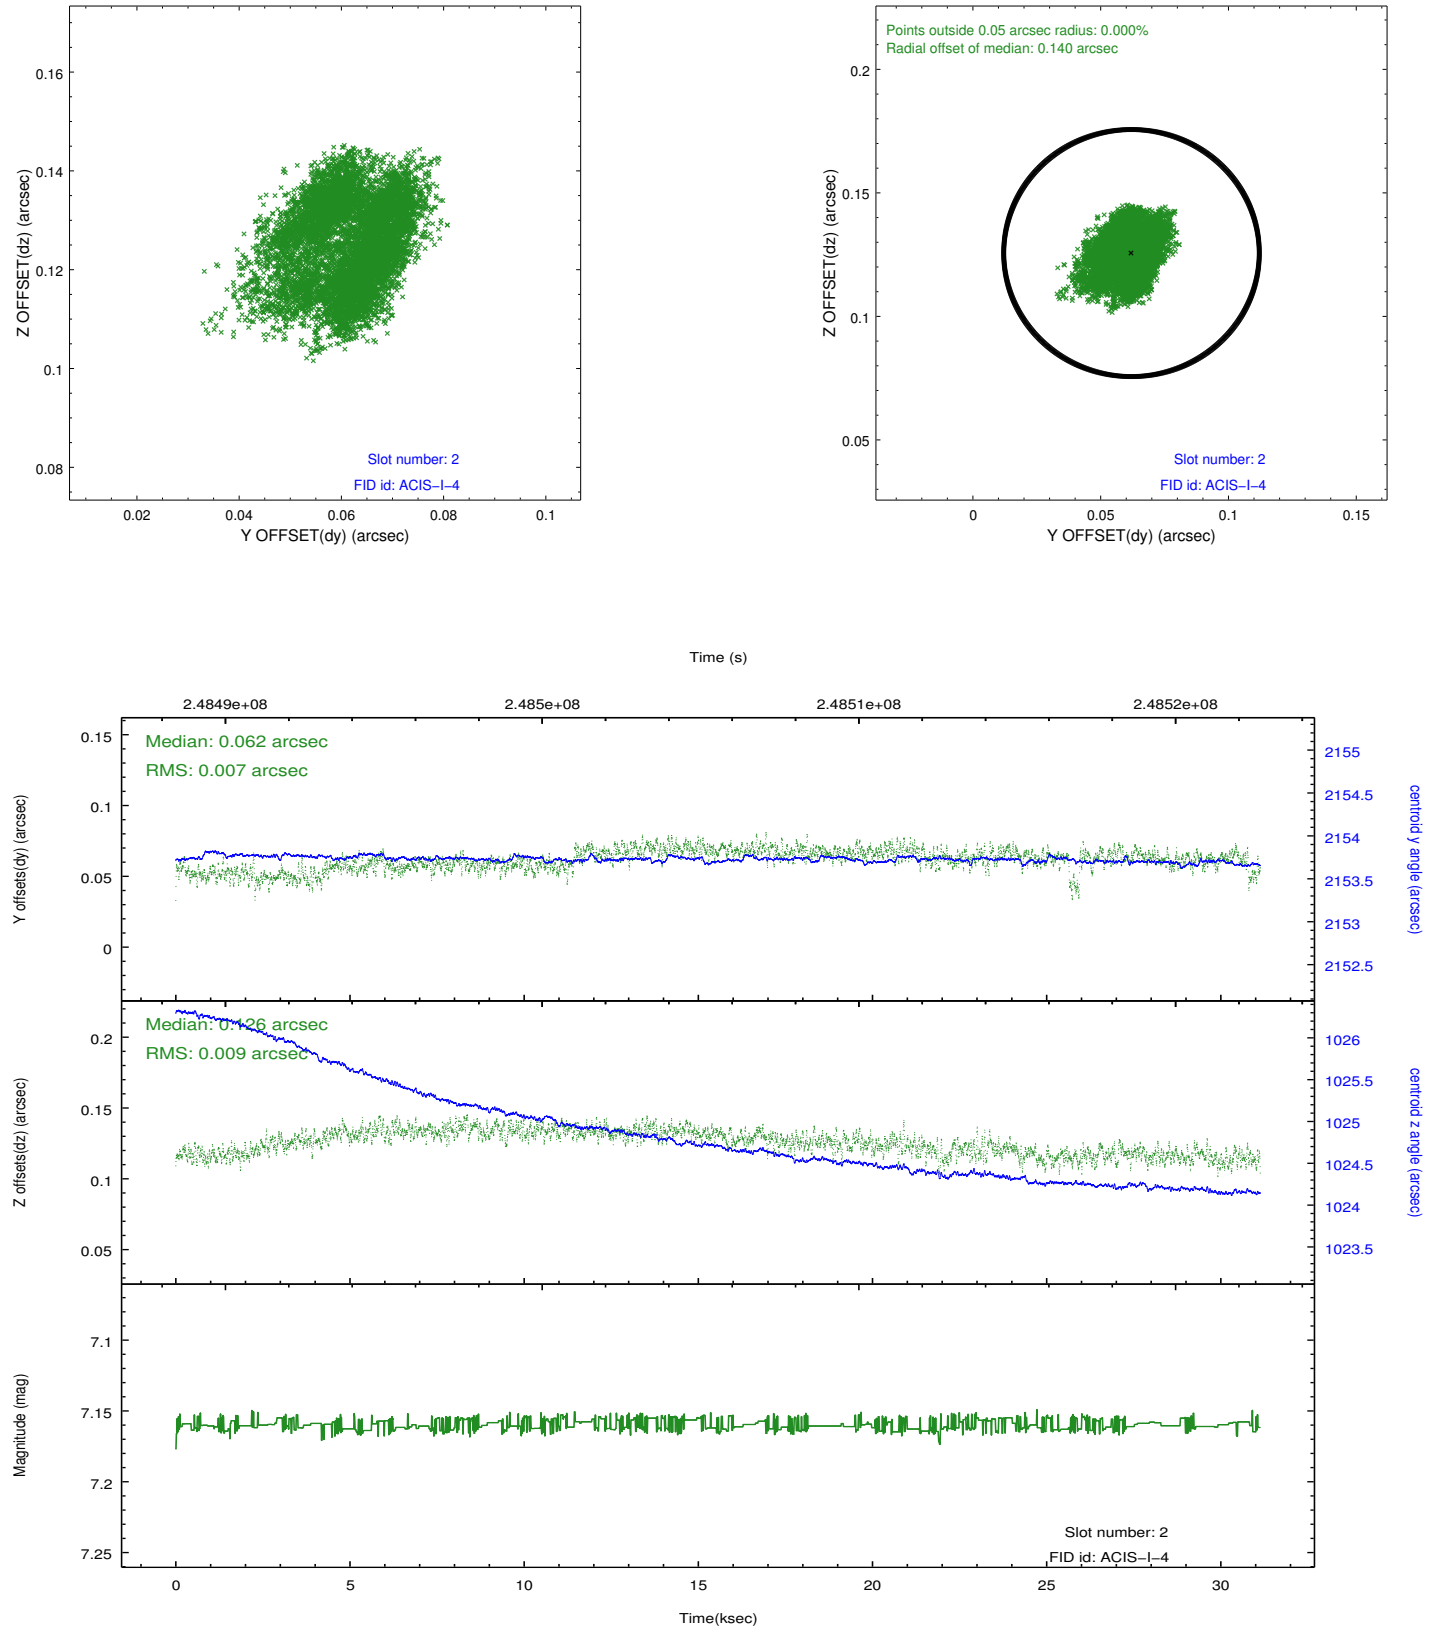 0.16
0.14
0.12
0.1
0.08
Z OFFSET(dz) (arcsec)
Slot number: 2
FID id: ACIS−I−4
0.02 0.04 0.06 0.08 0.1
Y OFFSET(dy) (arcsec)
Points outside 0.05 arcsec radius: 0.000%
Radial offset of median: 0.140 arcsec
0.2
0.15
0.1
0.05
Z OFFSET(dz) (arcsec)
Slot number: 2
FID id: ACIS−I−4
0 0.05 0.1 0.15
Y OFFSET(dy) (arcsec)
Time (s)
2.4849e+08 2.485e+08 2.4851e+08 2.4852e+08
Median: 0.062 arcsec
RMS: 0.007 arcsec
0.15
0.1
0.05
0
Y offsets(dy) (arcsec)
2155
2154.5
2154
2153.5
2153
2152.5
centroid y angle (arcsec)
Median: 0.126 arcsec
RMS: 0.009 arcsec
0.2
0.15
0.1
0.05
Z offsets(dz) (arcsec)
1026
1025.5
1025
1024.5
1024
1023.5
centroid z angle (arcsec)
7.1
7.15
7.2
7.25
Magnitude (mag)
Slot number: 2
FID id: ACIS−I−4
0 5 10 15 20 25 30
Time(ksec)